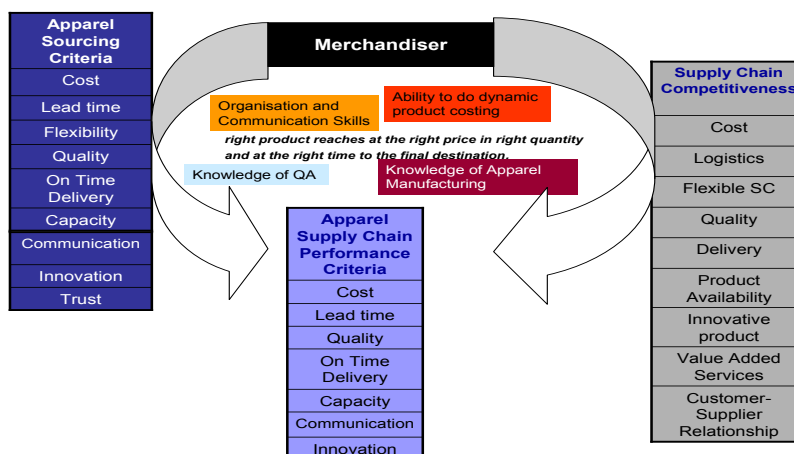 Apparel
Sourcing
Criteria
Cost
Lead time
Flexibility
Quality
On Time
Delivery
Capacity
Communication
Innovation
Trust
Merchandiser
Organisation and
Communication Skills
Ability to do dynamic
product costing
right product reaches at the right price in right quantity
and at the right time to the final destination.
Knowledge of QA
Knowledge of Apparel
Manufacturing
Apparel
Supply Chain
Performance
Criteria
Cost
Lead time
Quality
On Time
Delivery
Capacity
Communication
Innovation
Supply Chain
Competitiveness
Cost
Logistics
Flexible SC
Quality
Delivery
Product
Availability
Innovative
product
Value Added
Services
Customer-
Supplier
Relationship